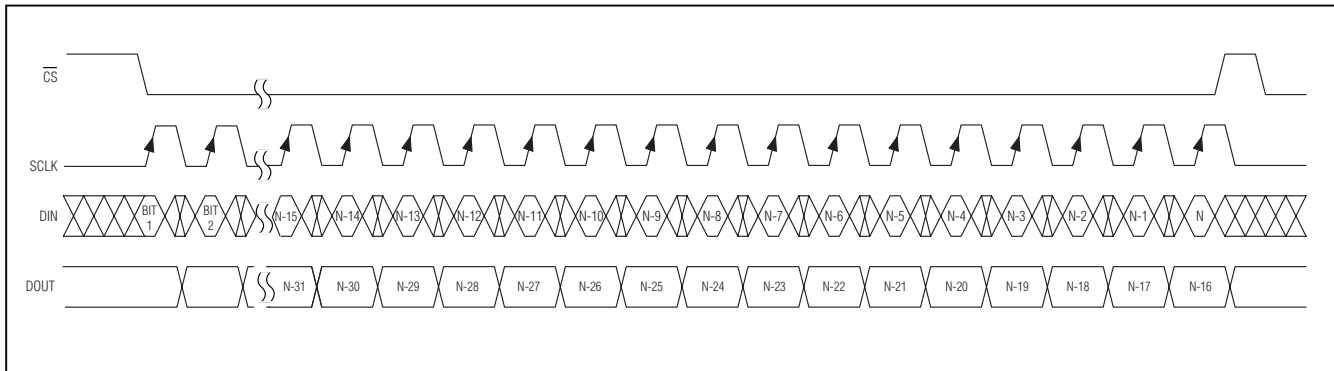 CS
SCLK
DIN BIT 1 BIT 2 N-15 N-14 N-13 N-12 N-11 N-10 N-9 N-8 N-7 N-6 N-5 N-4 N-3 N-2 N-1 N
DOUT N-31 N-30 N-29 N-28 N-27 N-26 N-25 N-24 N-23 N-22 N-21 N-20 N-19 N-18 N-17 N-16